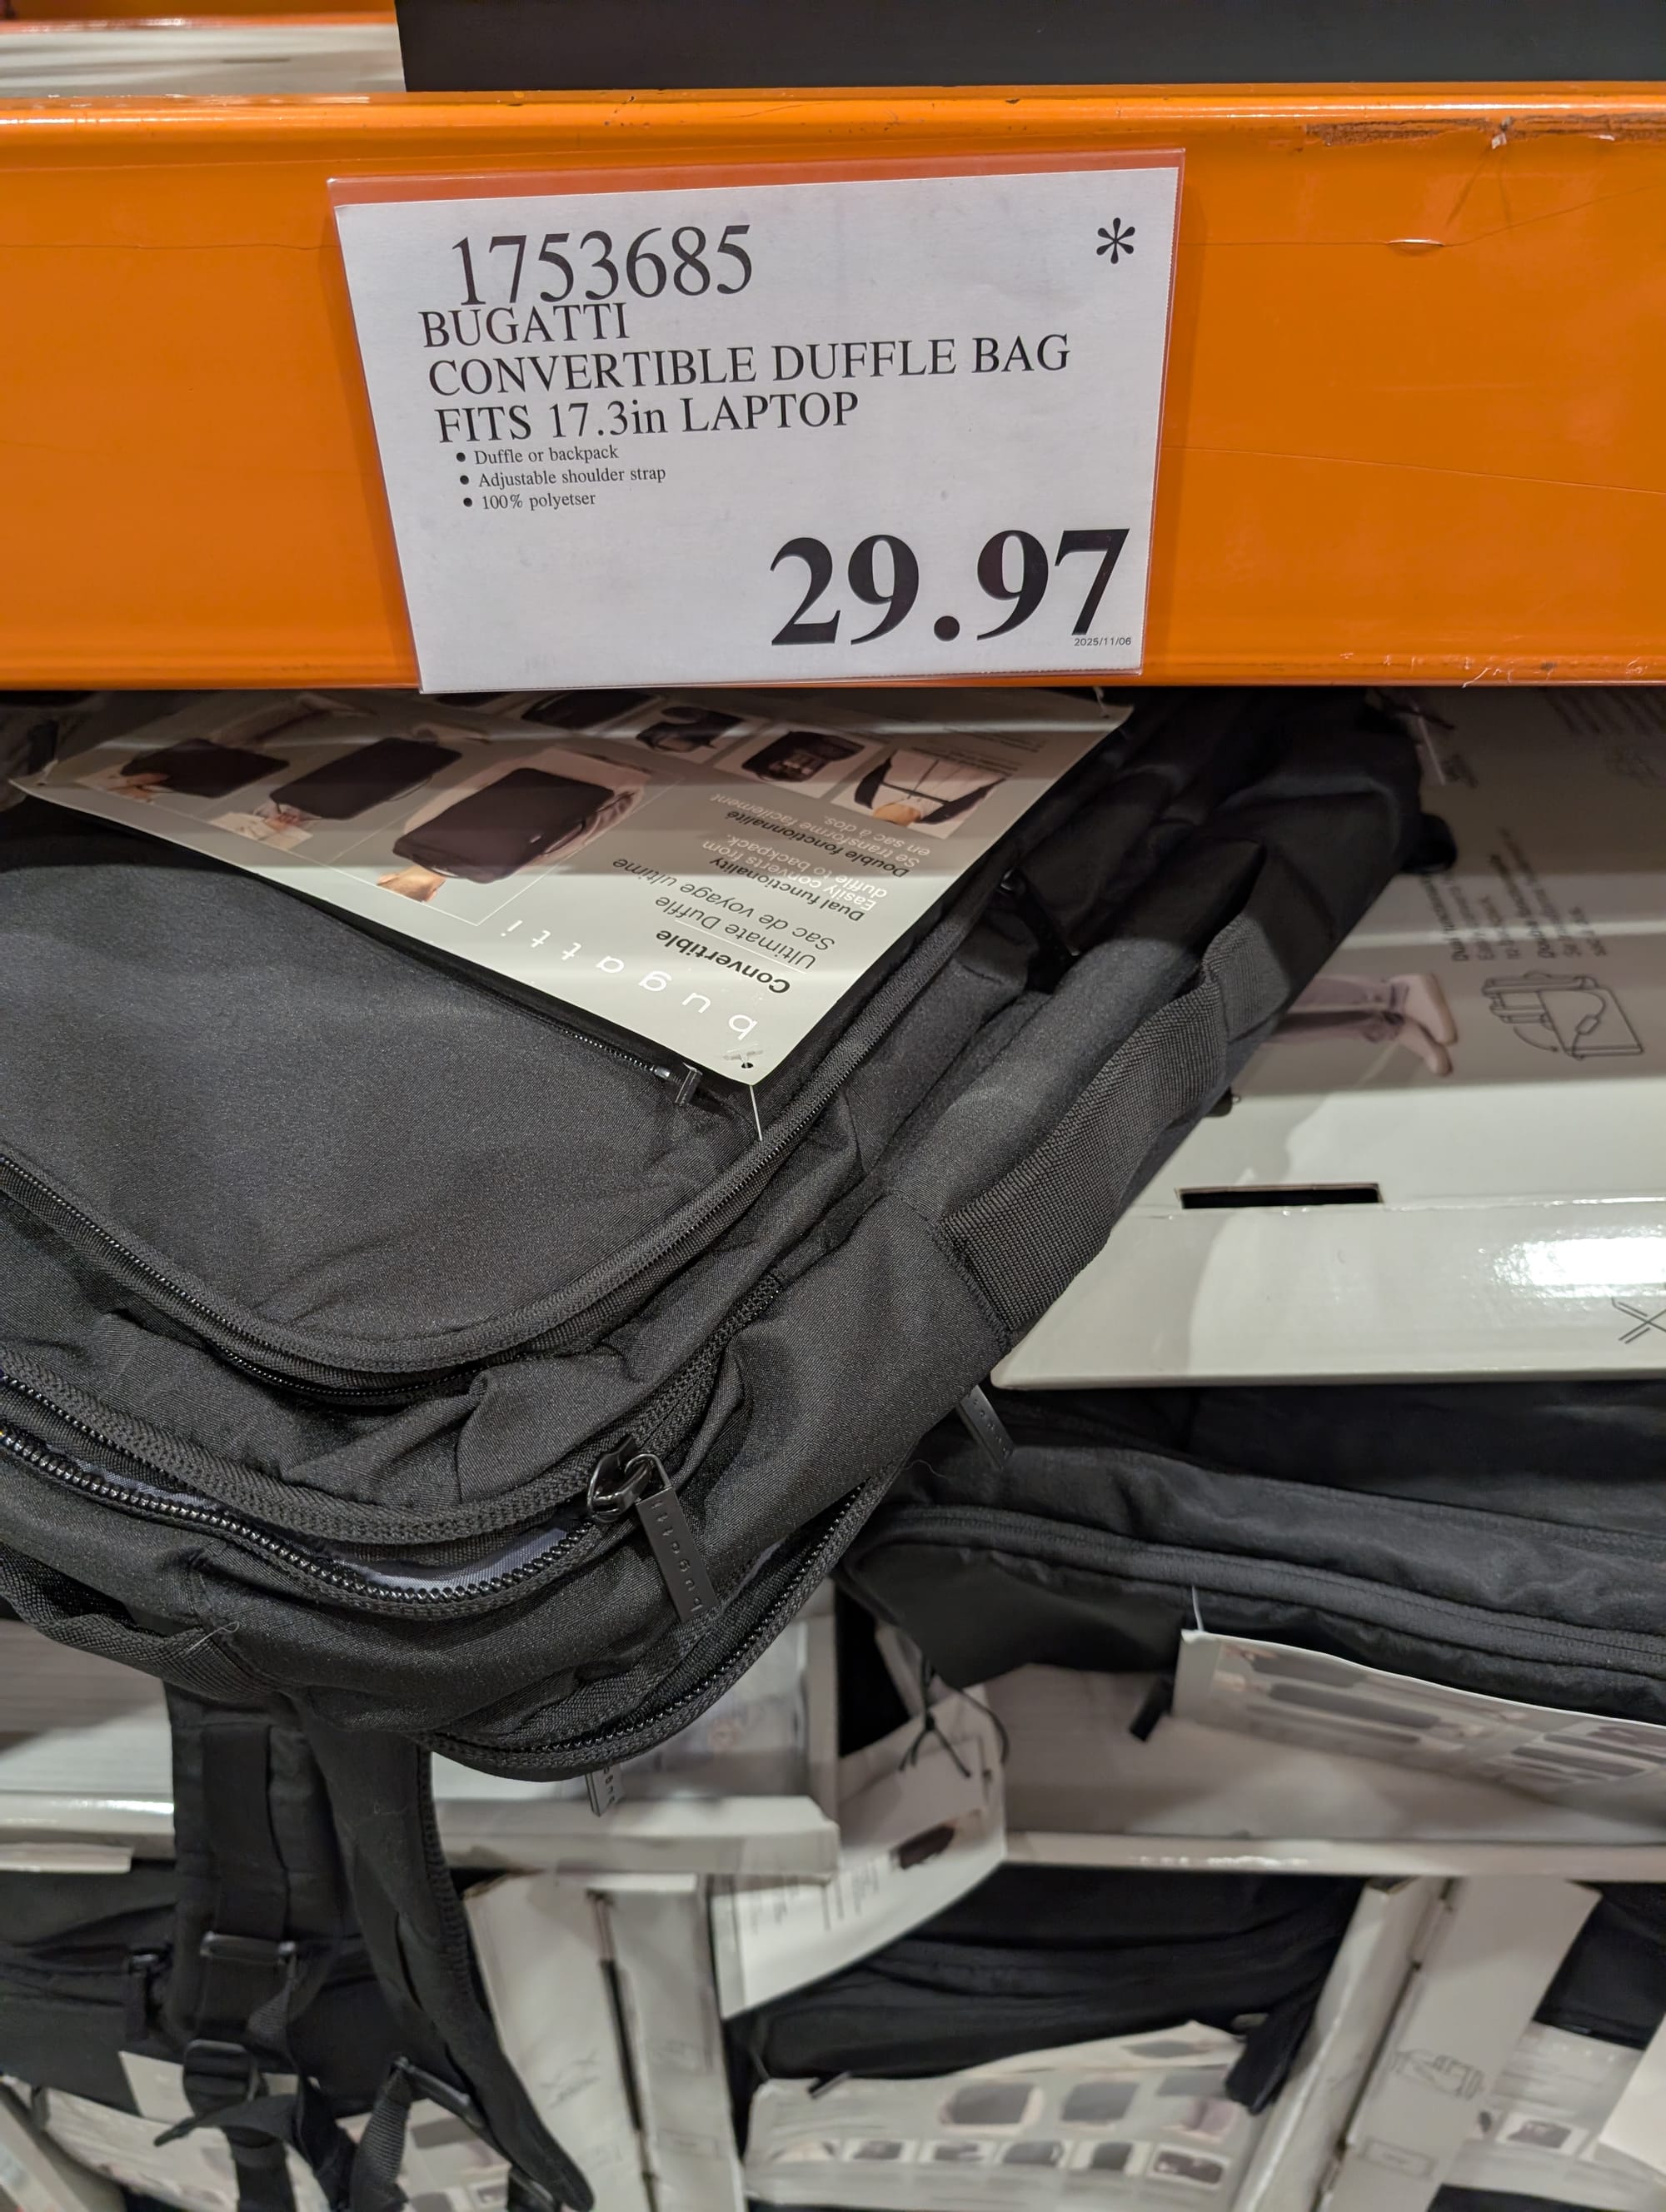 1753685
*
BUGATTI
CONVERTIBLE DUFFLE BAG
FITS 17.3in LAPTOP
• Duffle or backpack
• Adjustable shoulder strap
• 100% polyetser
29.97
2025/11/06
bugatti
Convertible
Ultimate Duffle
Sac de voyage ultime
Dual functionality
Easily converts from
duffle to backpack.
Double fonctionnalité
Se transforme facilement
en sac à dos.
bugatti